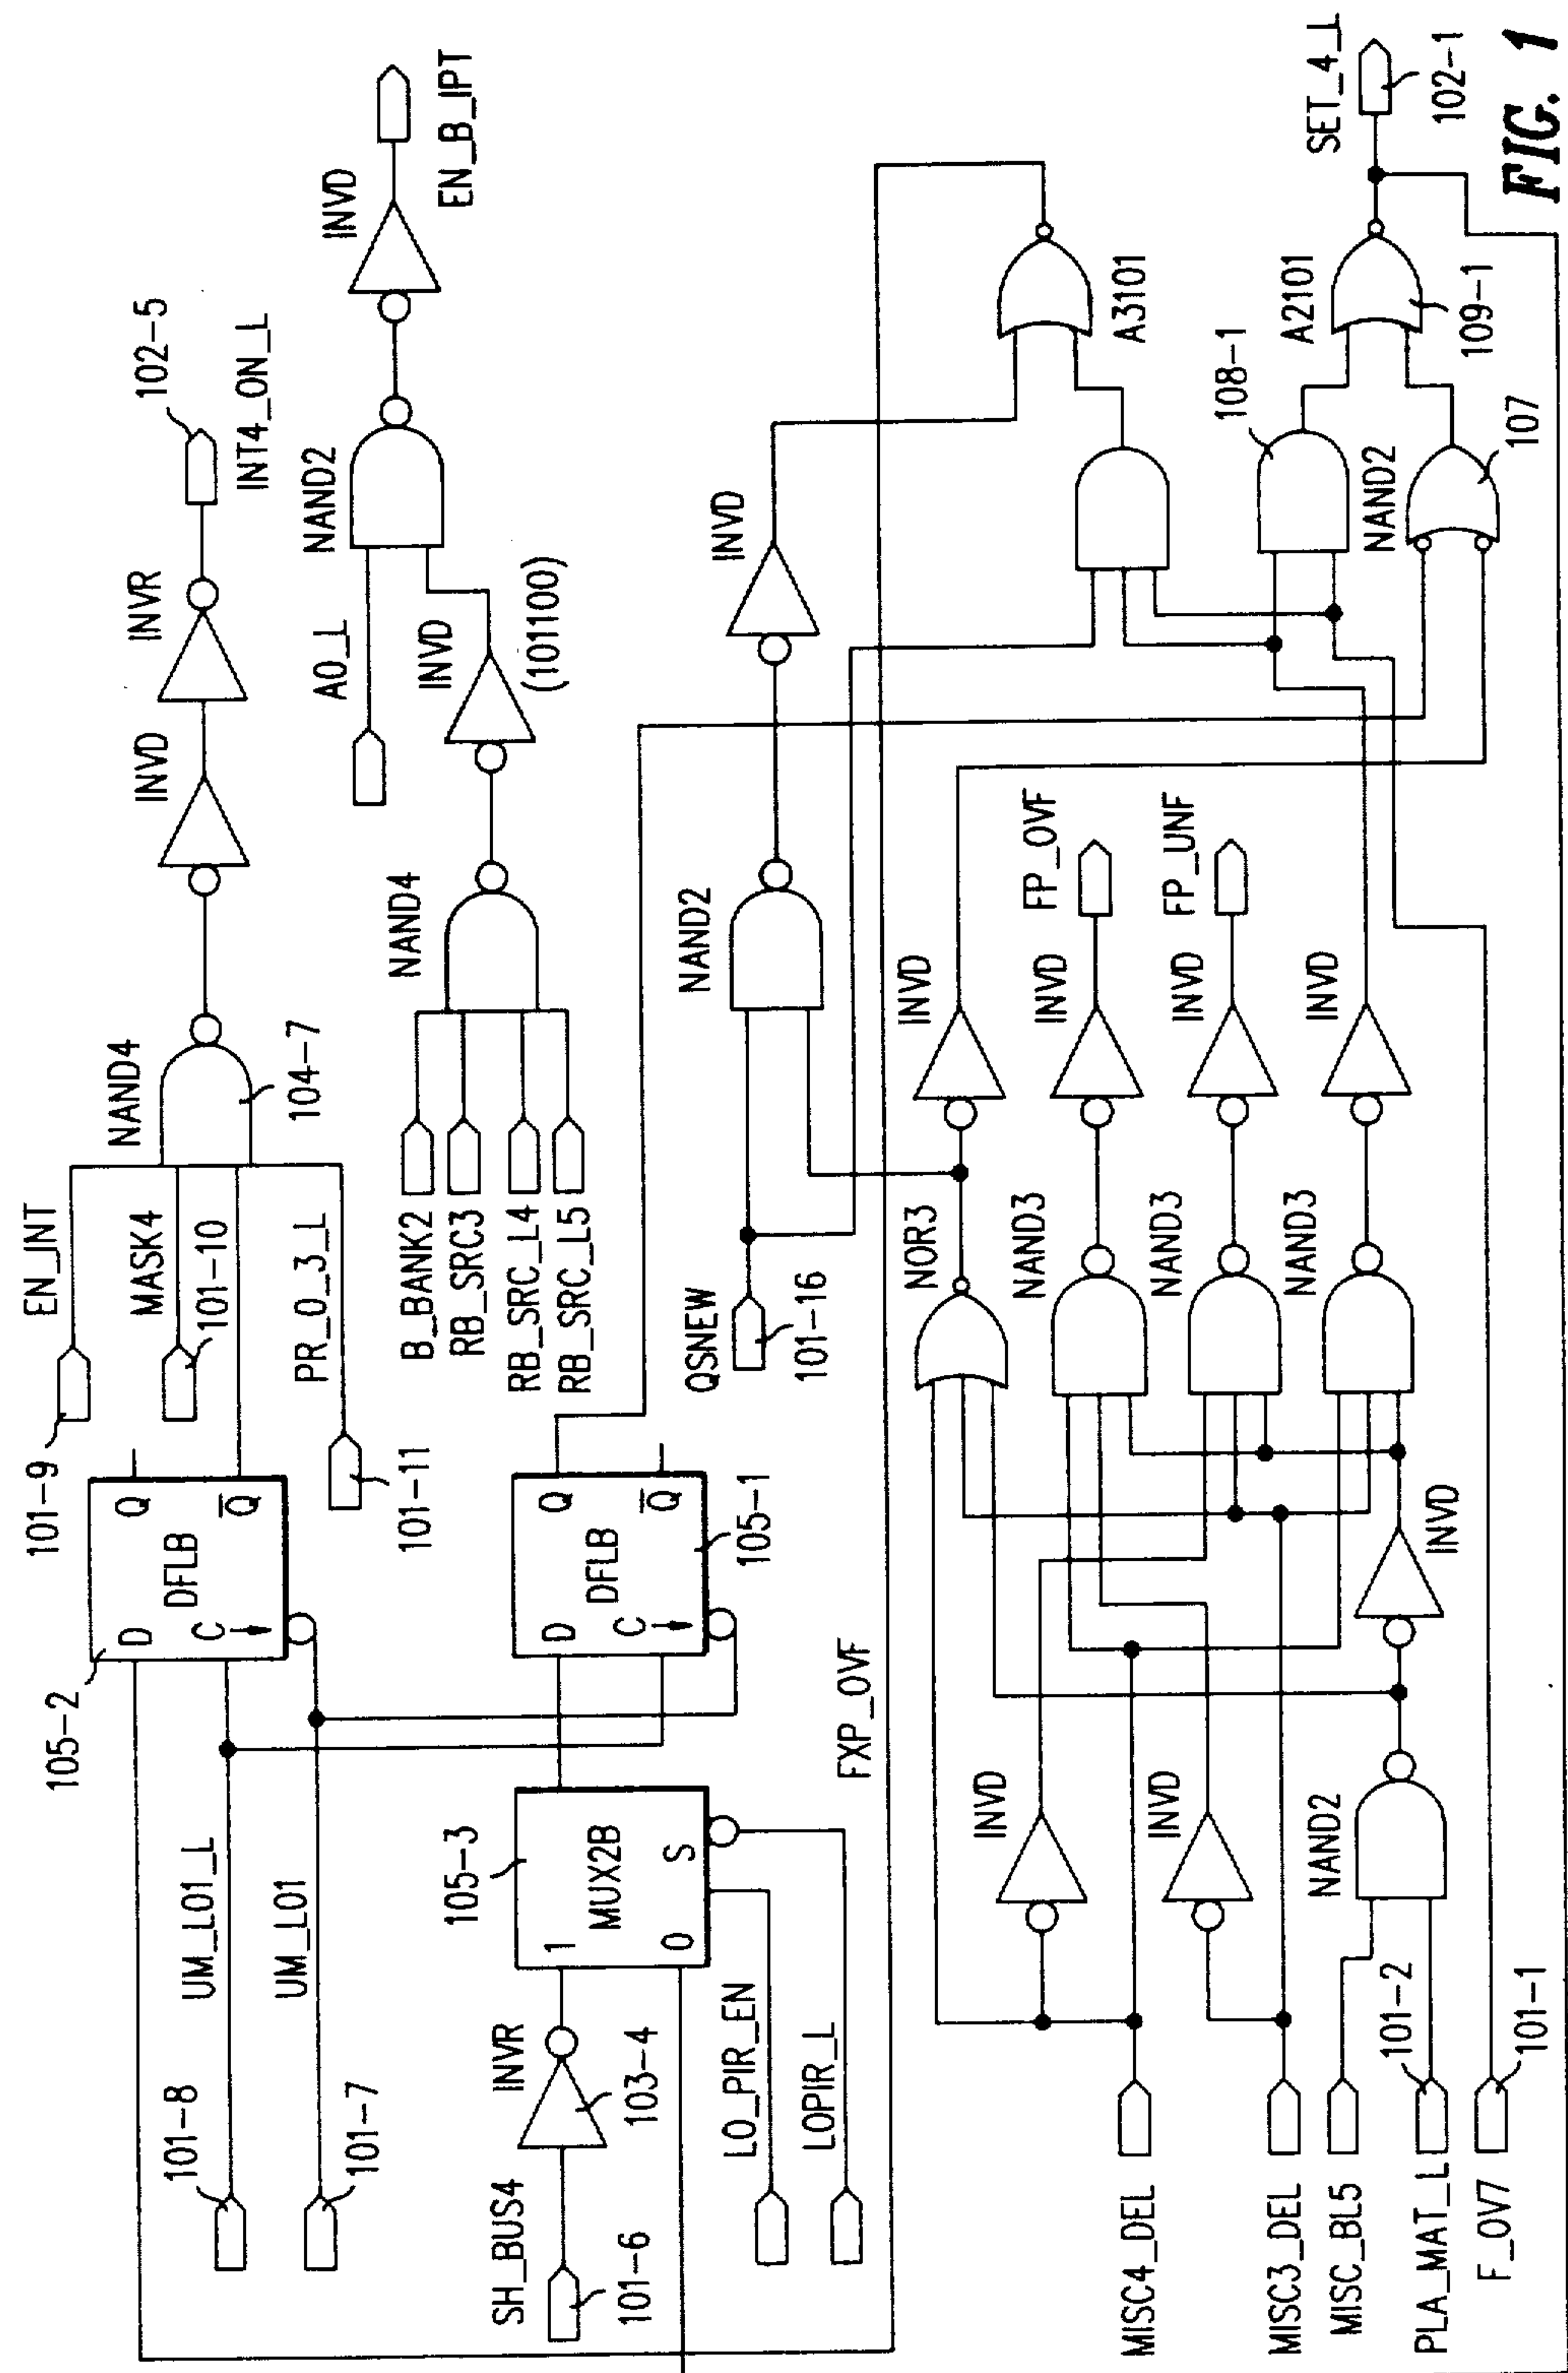 101-8
UM_L01_L
101-7
UM_L01
105-2
D
Q
DFLB
C
Q
101-9
EN_INT
MASK4
101-10
PR_0_3_L
101-11
NAND4
104-7
INVD
INVR
102-5
INT4_ON_L
SH_BUS4
101-6
INVR
103-4
105-3
1
MUX2B
0
S
LO_PIR_EN
LOPIR_L
D
Q
DFLB
C
Q
105-1
B_BANK2
RB_SRC3
RB_SRC_L4
RB_SRC_L5
NAND4
INVD
(101100)
A0_L
NAND2
INVD
EN_B_IPT
FXP_OVF
QSNEW
101-16
NAND2
INVD
A3101
MISC4_DEL
MISC3_DEL
MISC_BL5
PLA_MAT_L
101-2
F_OV7
101-1
INVD
INVD
NAND2
INVD
NOR3
NAND3
NAND3
NAND3
INVD
INVD
INVD
INVD
FP_OVF
FP_UNF
108-1
NAND2
107
A2101
109-1
SET_4_L
102-1
FIG. 1